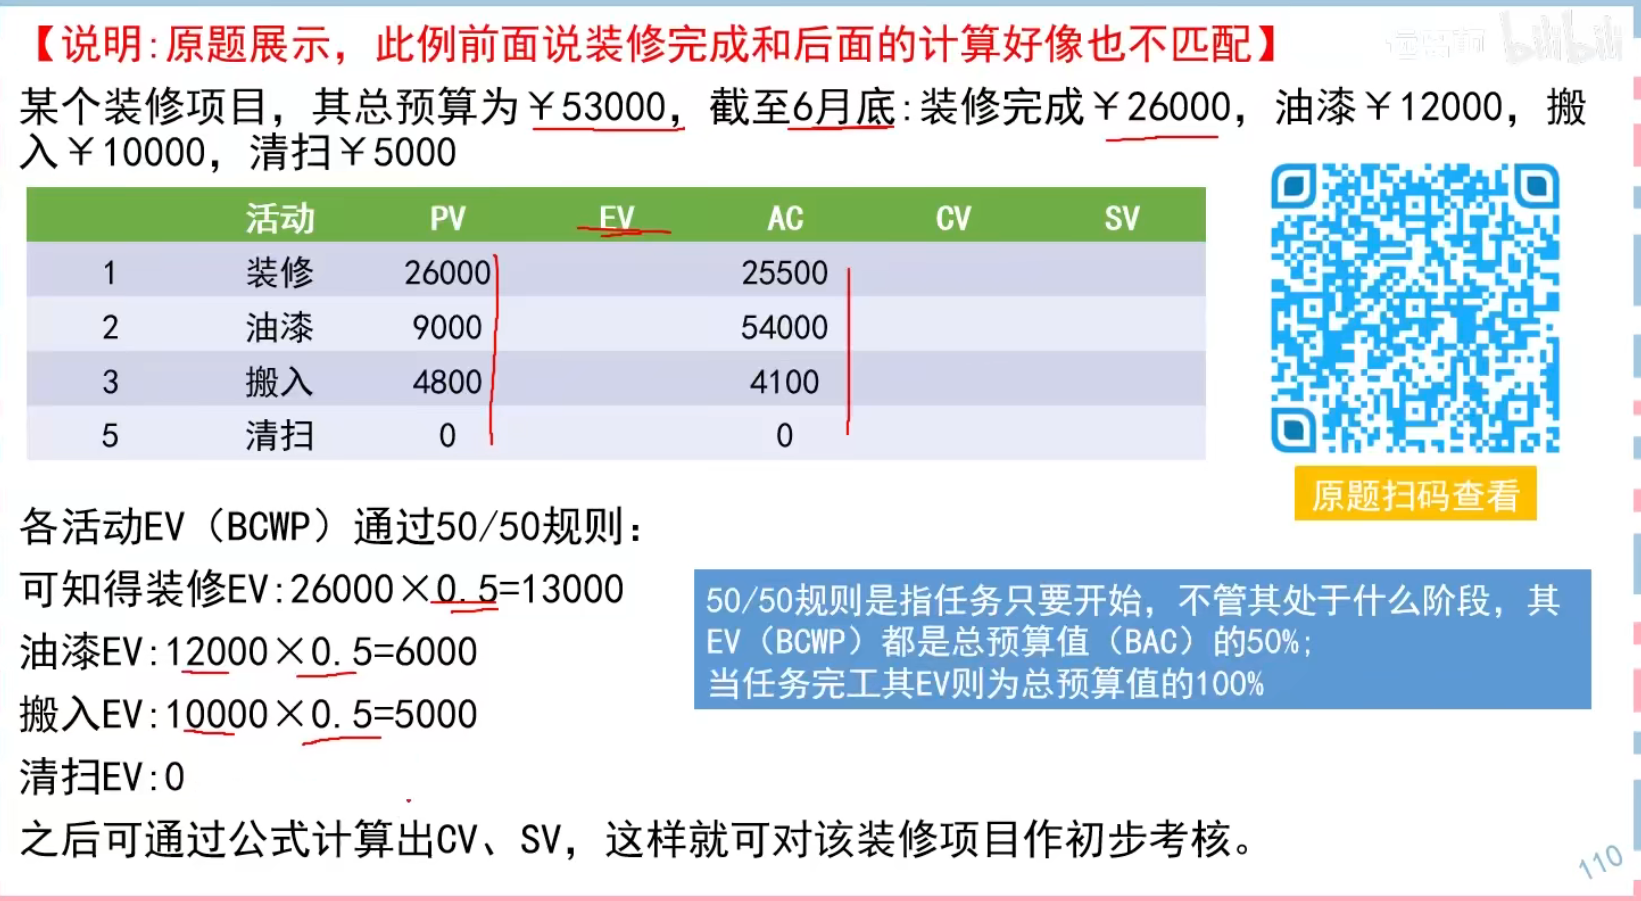 【说明:原题展示，此例前面说装修完成和后面的计算好像也不匹配】
bilibili
某个装修项目，其总预算为￥53000，截至6月底:装修完成￥26000，油漆￥12000，搬
入￥10000，清扫￥5000
活动 PV EV AC CV SV
1 装修 26000 25500
2 油漆 9000 54000
3 搬入 4800 4100
5 清扫 0 0
原题扫码查看
各活动EV（BCWP）通过50/50规则：
可知得装修EV:26000×0.5=13000
油漆EV:12000×0.5=6000
搬入EV:10000×0.5=5000
清扫EV:0
50/50规则是指任务只要开始，不管其处于什么阶段，其
EV（BCWP）都是总预算值（BAC）的50%;
当任务完工其EV则为总预算值的100%
之后可通过公式计算出CV、SV，这样就可对该装修项目作初步考核。
110